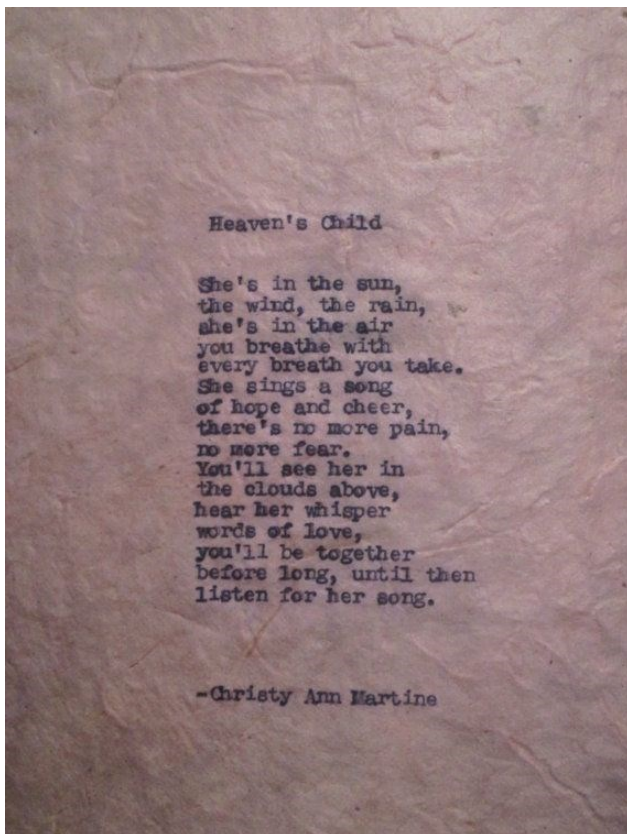 Heaven's Child
She's in the sun,
the wind, the rain,
she's in the air
you breathe with
every breath you take.
She sings a song
of hope and cheer,
there's no more pain,
no more fear.
You'll see her in
the clouds above,
hear her whisper
words of love,
you'll be together
before long, until then
listen for her song.
-Christy Ann Martine